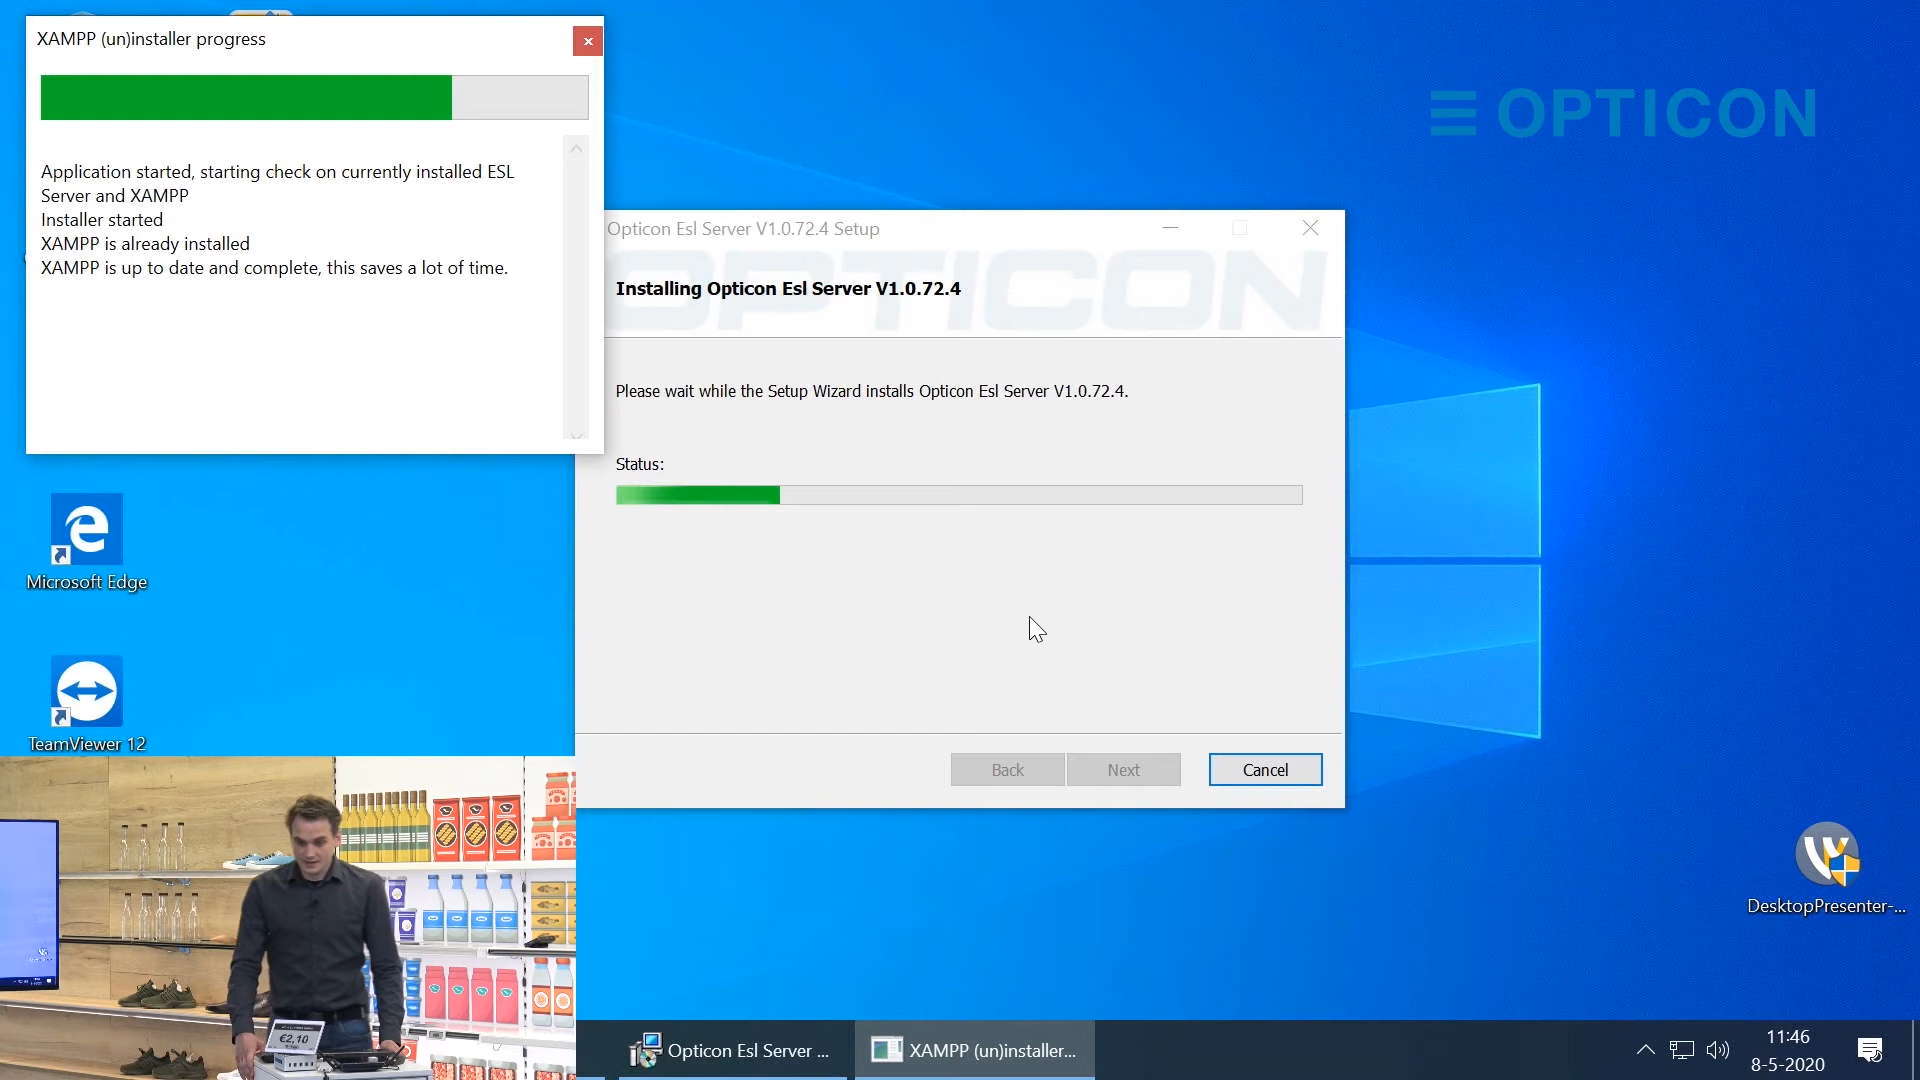 XAMPP (un)installer progress
Application started, starting check on currently installed ESL
Server and XAMPP
Installer started
XAMPP is already installed
XAMPP is up to date and complete, this saves a lot of time.
OPTICON
Opticon Esl Server V1.0.72.4 Setup
OPTICON
Installing Opticon Esl Server V1.0.72.4
Please wait while the Setup Wizard installs Opticon Esl Server V1.0.72.4.
Status:
Back
Next
Cancel
Microsoft Edge
TeamViewer 12
DesktopPresenter-...
€2,10
Opticon Esl Server ...
XAMPP (un)installer...
11:46
8-5-2020